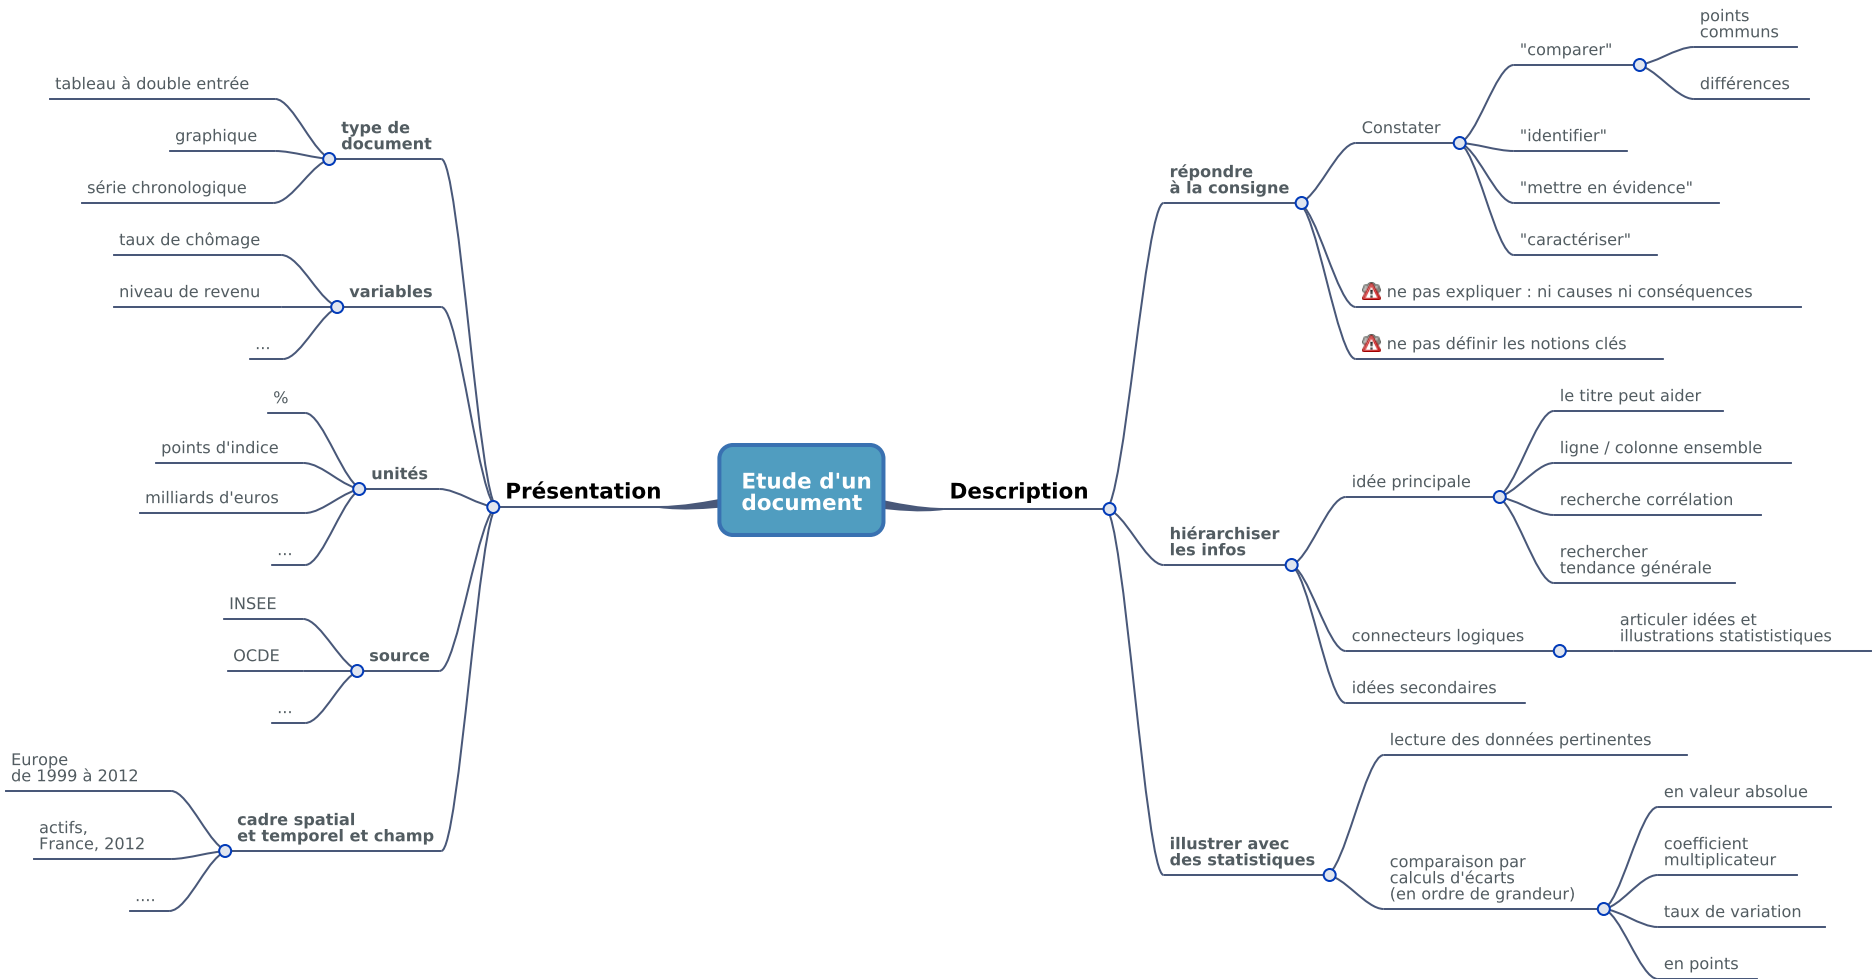 Etude d'un
document
Présentation
type de
document
tableau à double entrée
graphique
série chronologique
variables
taux de chômage
niveau de revenu
...
unités
%
points d'indice
milliards d'euros
...
source
INSEE
OCDE
...
cadre spatial
et temporel et champ
Europe
de 1999 à 2012
actifs,
France, 2012
....
Description
répondre
à la consigne
Constater
"comparer"
points
communs
différences
"identifier"
"mettre en évidence"
"caractériser"
ne pas expliquer : ni causes ni conséquences
ne pas définir les notions clés
hiérarchiser
les infos
idée principale
le titre peut aider
ligne / colonne ensemble
recherche corrélation
rechercher
tendance générale
connecteurs logiques
articuler idées et
illustrations statististiques
idées secondaires
illustrer avec
des statistiques
lecture des données pertinentes
comparaison par
calculs d'écarts
(en ordre de grandeur)
en valeur absolue
coefficient
multiplicateur
taux de variation
en points